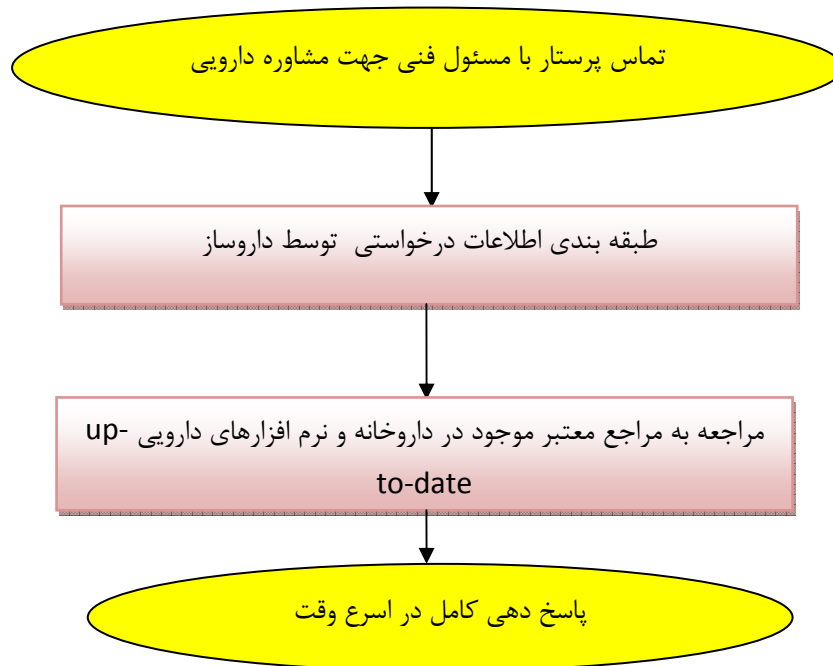 تماس پرستار با مسئول فنی جهت مشاوره دارویی
طبقه بندی اطلاعات درخواستی توسط داروساز
مراجعه به مراجع معتبر موجود در داروخانه و نرم افزارهای دارویی up-
to-date
پاسخ دهی کامل در اسرع وقت